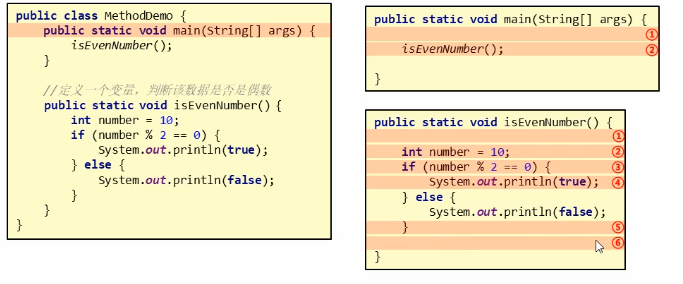 public class MethodDemo {
public static void main(String[] args) {
isEvenNumber();
}
//定义一个变量，判断该数据是否是偶数
public static void isEvenNumber() {
int number = 10;
if (number % 2 == 0) {
System.out.println(true);
} else {
System.out.println(false);
}
}
}
public static void main(String[] args) {
①
isEvenNumber(); ②
}
public static void isEvenNumber() {
①
int number = 10; ②
if (number % 2 == 0) { ③
System.out.println(true); ④
} else {
System.out.println(false);
} ⑤
⑥
}